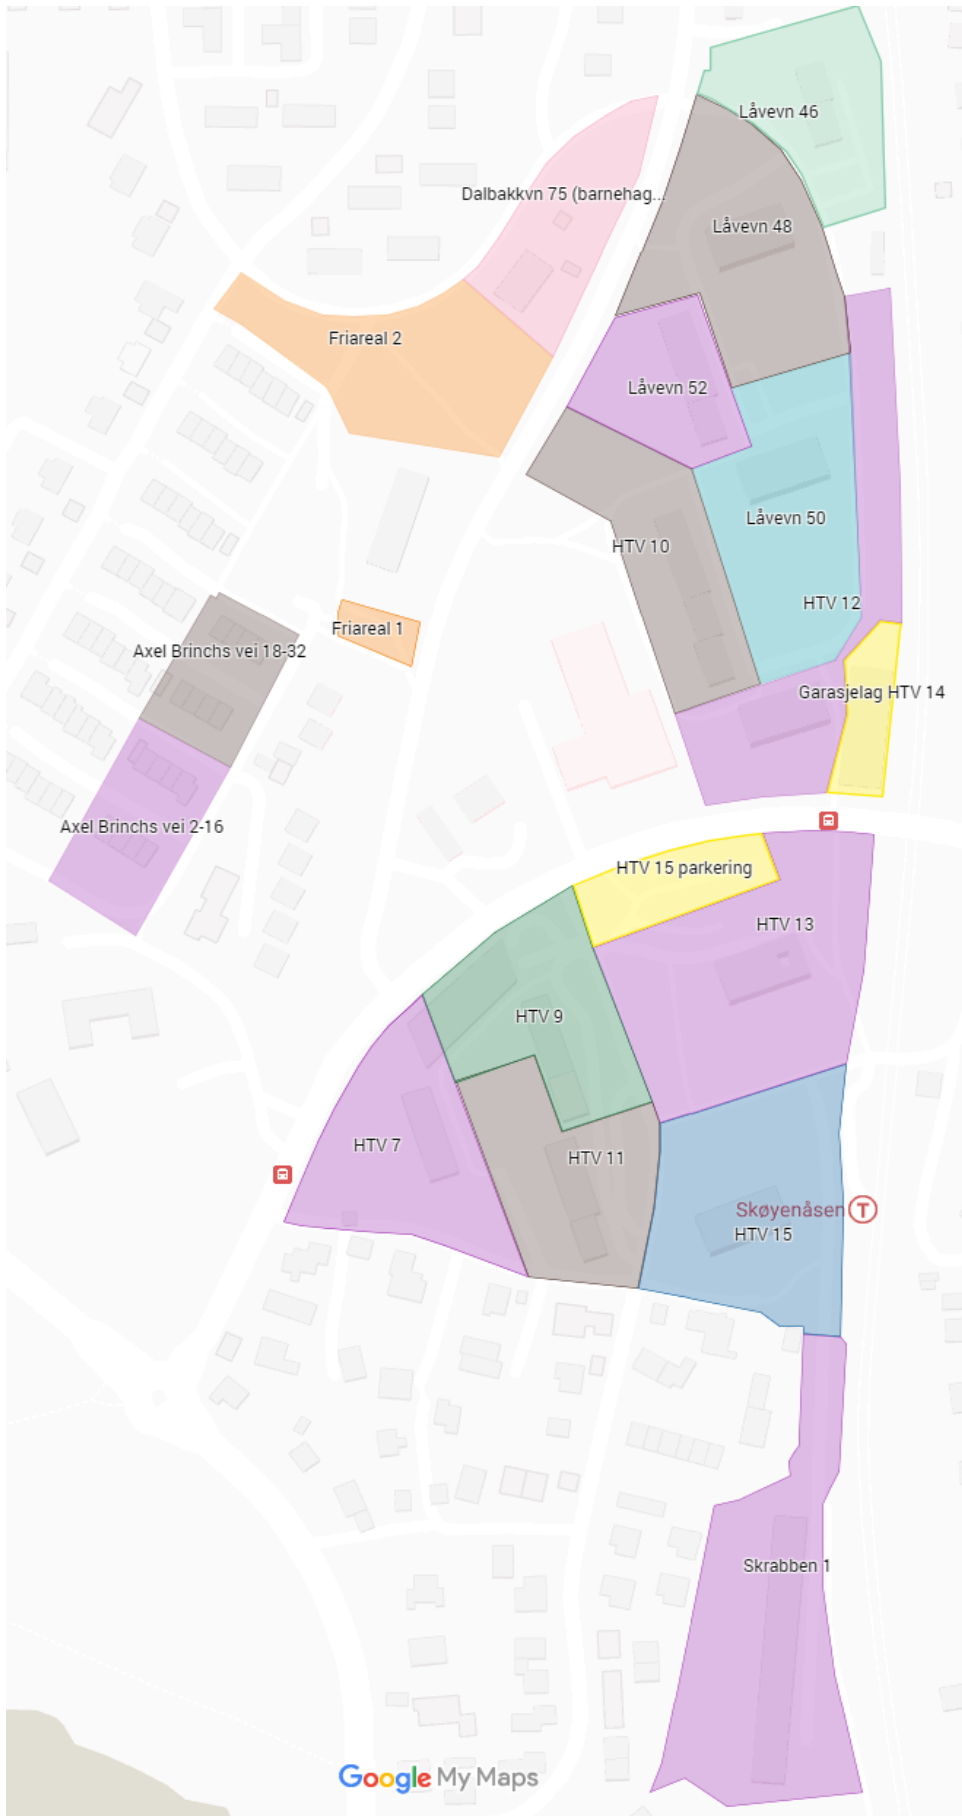 Låvevn 46
Dalbakkvn 75 (barnehag...
Låvevn 48
Friareal 2
Låvevn 52
Låvevn 50
HTV 10
HTV 12
Friareal 1
Axel Brinchs vei 18-32
Garasjelag HTV 14
Axel Brinchs vei 2-16
HTV 15 parkering
HTV 13
HTV 9
HTV 7
HTV 11
Skøyenåsen T
HTV 15
Skrabben 1
Google My Maps